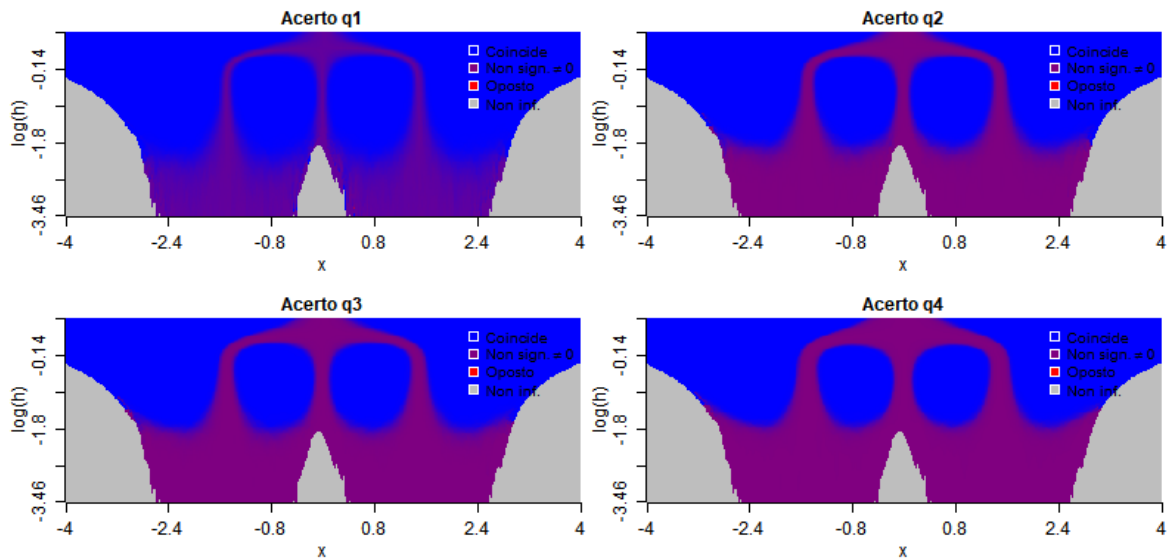 Acerto q1
Coincide
Non sign. ≠ 0
Oposto
Non inf.
log(h)
-0.14
-1.8
-3.46
-4 -2.4 -0.8 0.8 2.4 4
x
Acerto q2
Coincide
Non sign. ≠ 0
Oposto
Non inf.
log(h)
-0.14
-1.8
-3.46
-4 -2.4 -0.8 0.8 2.4 4
x
Acerto q3
Coincide
Non sign. ≠ 0
Oposto
Non inf.
log(h)
-0.14
-1.8
-3.46
-4 -2.4 -0.8 0.8 2.4 4
x
Acerto q4
Coincide
Non sign. ≠ 0
Oposto
Non inf.
log(h)
-0.14
-1.8
-3.46
-4 -2.4 -0.8 0.8 2.4 4
x